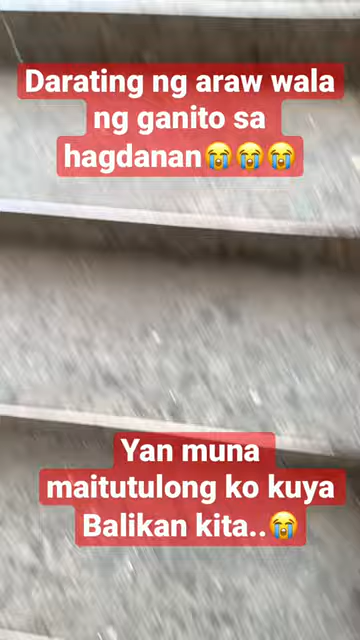 Darating ng araw wala
ng ganito sa
hagdanan😭😭😭
Yan muna
maitutulong ko kuya
Balikan kita..😭